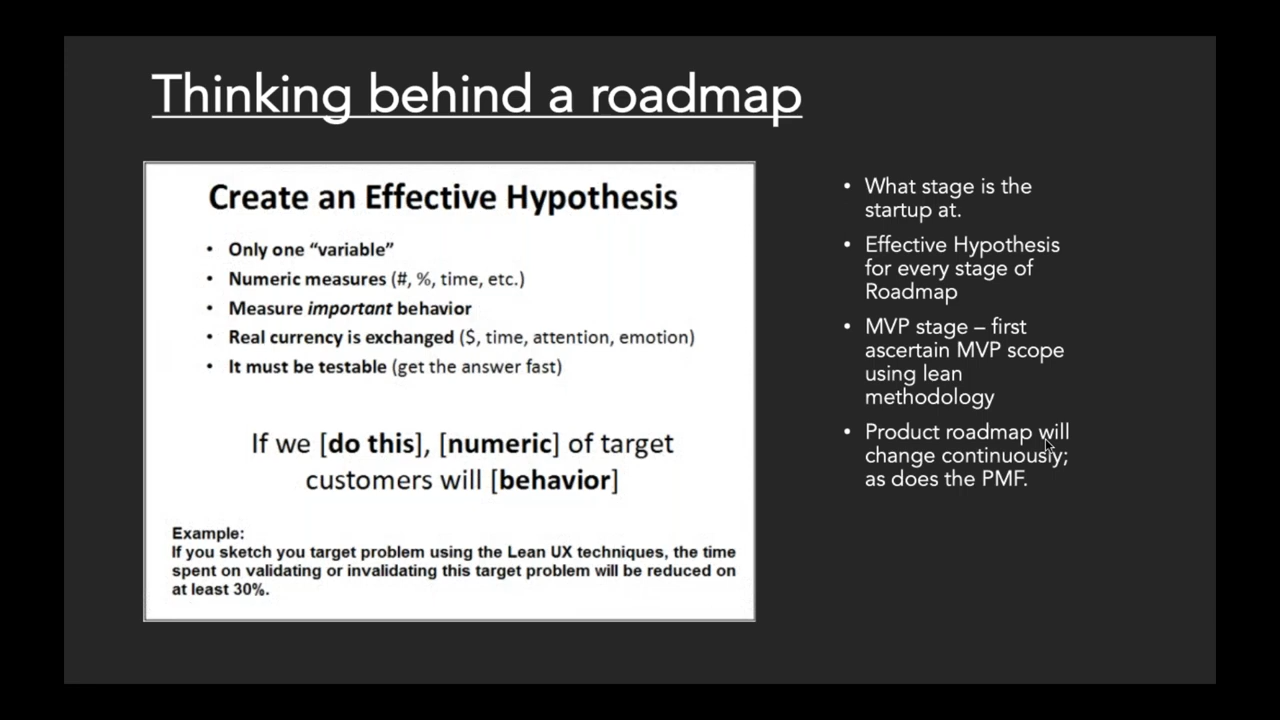 Thinking behind a roadmap
Create an Effective Hypothesis
• Only one “variable”
• Numeric measures (#, %, time, etc.)
• Measure important behavior
• Real currency is exchanged ($, time, attention, emotion)
• It must be testable (get the answer fast)
If we [do this], [numeric] of target
customers will [behavior]
Example:
If you sketch you target problem using the Lean UX techniques, the time
spent on validating or invalidating this target problem will be reduced on
at least 30%.
• What stage is the
startup at.
• Effective Hypothesis
for every stage of
Roadmap
• MVP stage – first
ascertain MVP scope
using lean
methodology
• Product roadmap will
change continuously;
as does the PMF.